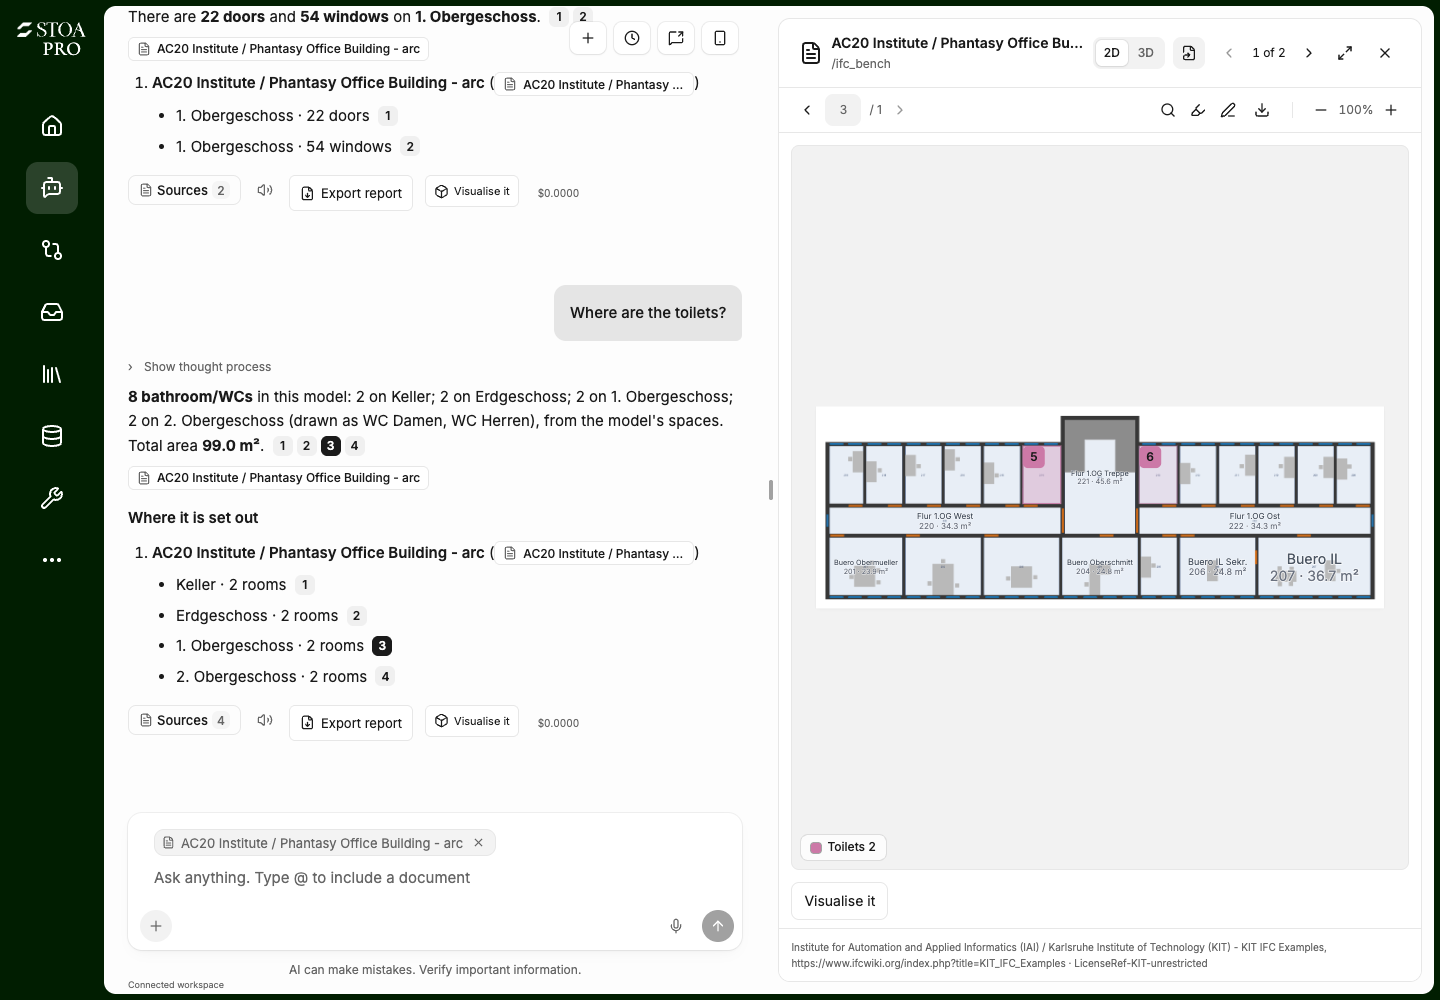 STOA
PRO
There are 22 doors and 54 windows on 1. Obergeschoss. 1 2
AC20 Institute / Phantasy Office Building - arc
1. AC20 Institute / Phantasy Office Building - arc ( AC20 Institute / Phantasy ... )
• 1. Obergeschoss · 22 doors 1
• 1. Obergeschoss · 54 windows 2
Sources 2 Export report Visualise it $0.0000
Where are the toilets?
› Show thought process
8 bathroom/WCs in this model: 2 on Keller; 2 on Erdgeschoss; 2 on 1. Obergeschoss;
2 on 2. Obergeschoss (drawn as WC Damen, WC Herren), from the model's spaces.
Total area 99.0 m². 1 2 3 4
AC20 Institute / Phantasy Office Building - arc
Where it is set out
1. AC20 Institute / Phantasy Office Building - arc ( AC20 Institute / Phantasy ... )
• Keller · 2 rooms 1
• Erdgeschoss · 2 rooms 2
• 1. Obergeschoss · 2 rooms 3
• 2. Obergeschoss · 2 rooms 4
Sources 4 Export report Visualise it $0.0000
AC20 Institute / Phantasy Office Building - arc
Ask anything. Type @ to include a document
AI can make mistakes. Verify important information.
Connected workspace
AC20 Institute / Phantasy Office Bu...
/ifc_bench
2D 3D
1 of 2
3 / 1
100%
5
6
Flur 1.OG Treppe
221 · 45.6 m²
Flur 1.OG West
220 · 34.3 m²
Flur 1.OG Ost
222 · 34.3 m²
Buero Obermueller
201 · 23.9 m²
Buero Oberschmitt
204 · 24.8 m²
Buero IL Sekr.
206 · 24.8 m²
Buero IL
207 · 36.7 m²
Toilets 2
Visualise it
Institute for Automation and Applied Informatics (IAI) / Karlsruhe Institute of Technology (KIT) - KIT IFC Examples,
https://www.ifcwiki.org/index.php?title=KIT_IFC_Examples · LicenseRef-KIT-unrestricted